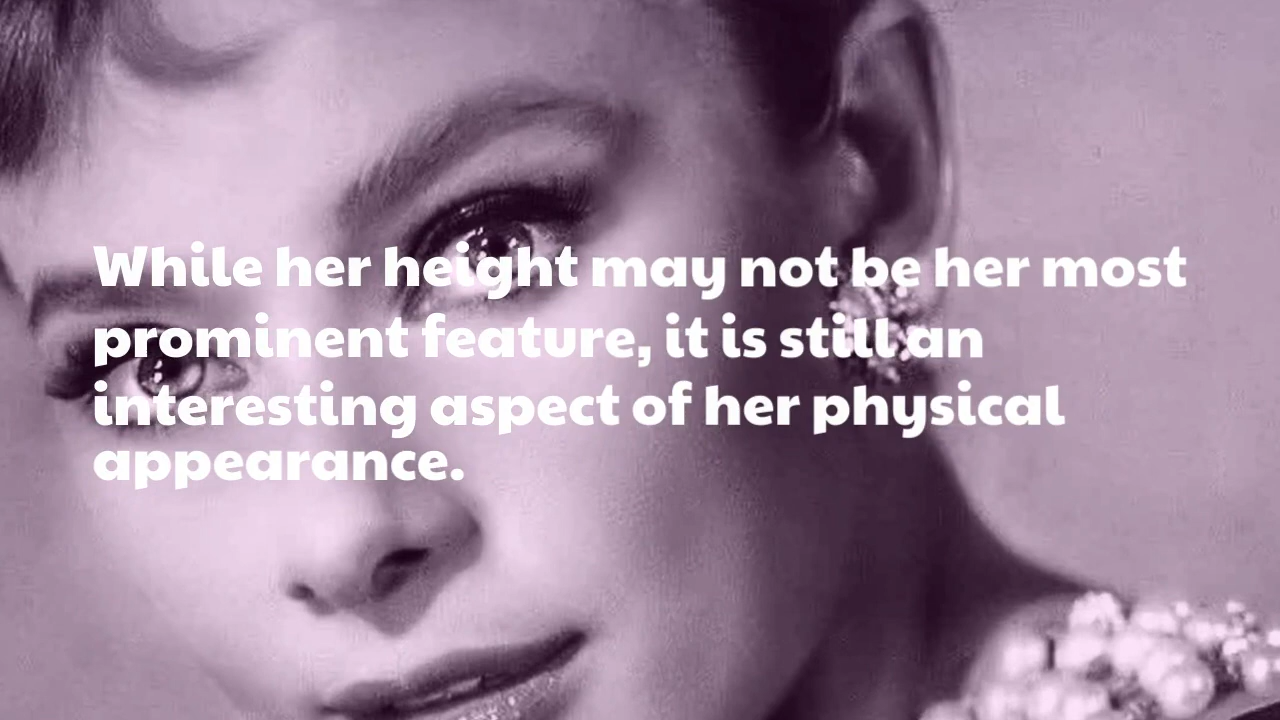 While her height may not be her most
prominent feature, it is still an
interesting aspect of her physical
appearance.